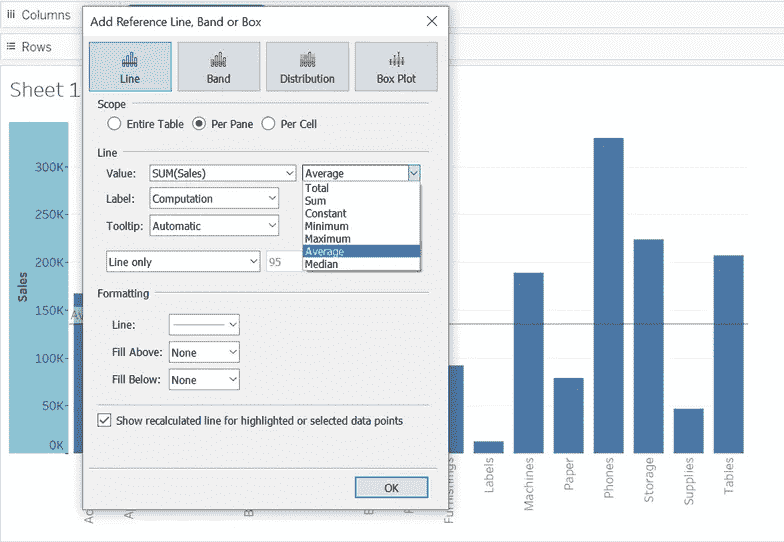 Columns
Rows
Sheet 1
Add Reference Line, Band or Box
Line
Band
Distribution
Box Plot
Scope
Entire Table
Per Pane
Per Cell
Line
Value:
SUM(Sales)
Average
Total
Sum
Constant
Minimum
Maximum
Average
Median
Label:
Computation
Tooltip:
Automatic
Line only
95
Formatting
Line:
Fill Above:
None
Fill Below:
None
Show recalculated line for highlighted or selected data points
OK
Sales
300K
250K
200K
150K
100K
50K
0K
Furnishings
Labels
Machines
Paper
Phones
Storage
Supplies
Tables